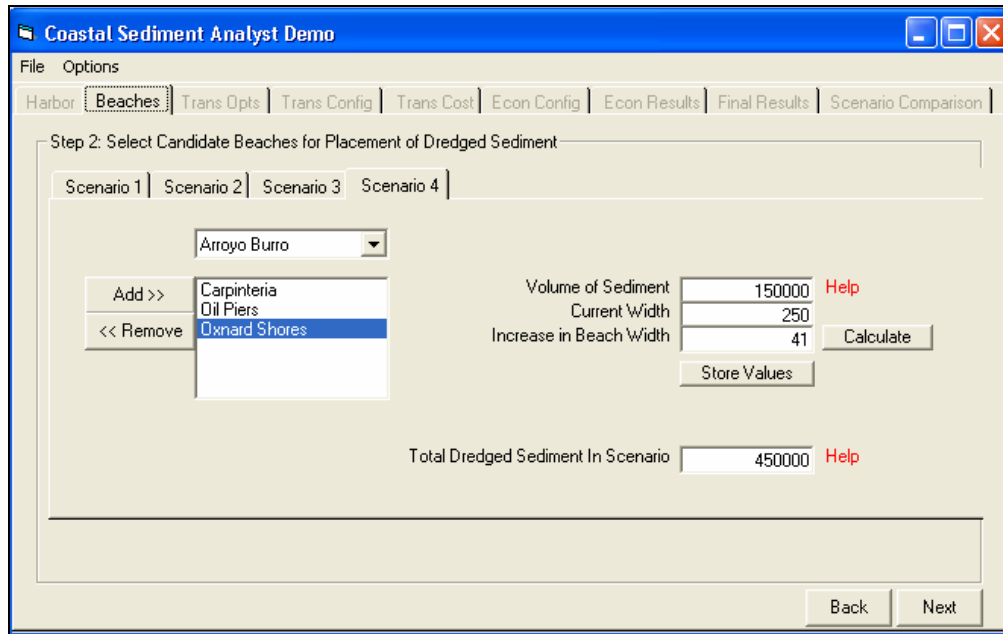 Coastal Sediment Analyst Demo
File Options
Harbor Beaches Trans Opts Trans Config Trans Cost Econ Config Econ Results Final Results Scenario Comparison
Step 2: Select Candidate Beaches for Placement of Dredged Sediment
Scenario 1 Scenario 2 Scenario 3 Scenario 4
Arroyo Burro
Add >>
<< Remove
Carpinteria
Oil Piers
Oxnard Shores
Volume of Sediment 150000 Help
Current Width 250
Increase in Beach Width 41 Calculate
Store Values
Total Dredged Sediment In Scenario 450000 Help
Back Next